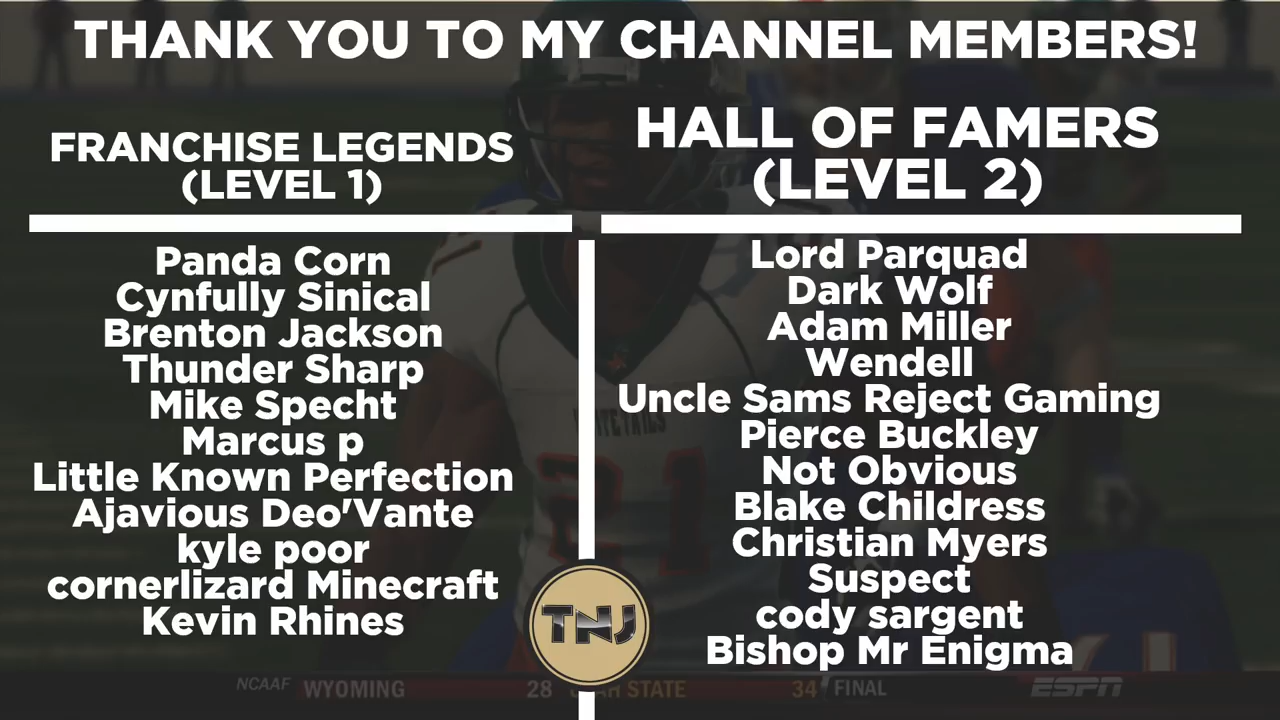 THANK YOU TO MY CHANNEL MEMBERS!
FRANCHISE LEGENDS
(LEVEL 1)
Panda Corn
Cynfully Sinical
Brenton Jackson
Thunder Sharp
Mike Specht
Marcus p
Little Known Perfection
Ajavious Deo'Vante
kyle poor
cornerlizard Minecraft
Kevin Rhines
HALL OF FAMERS
(LEVEL 2)
Lord Parquad
Dark Wolf
Adam Miller
Wendell
Uncle Sams Reject Gaming
Pierce Buckley
Not Obvious
Blake Childress
Christian Myers
Suspect
cody sargent
Bishop Mr Enigma
21
TNJ
NCAAF WYOMING 28 STATE 34 FINAL ESPN